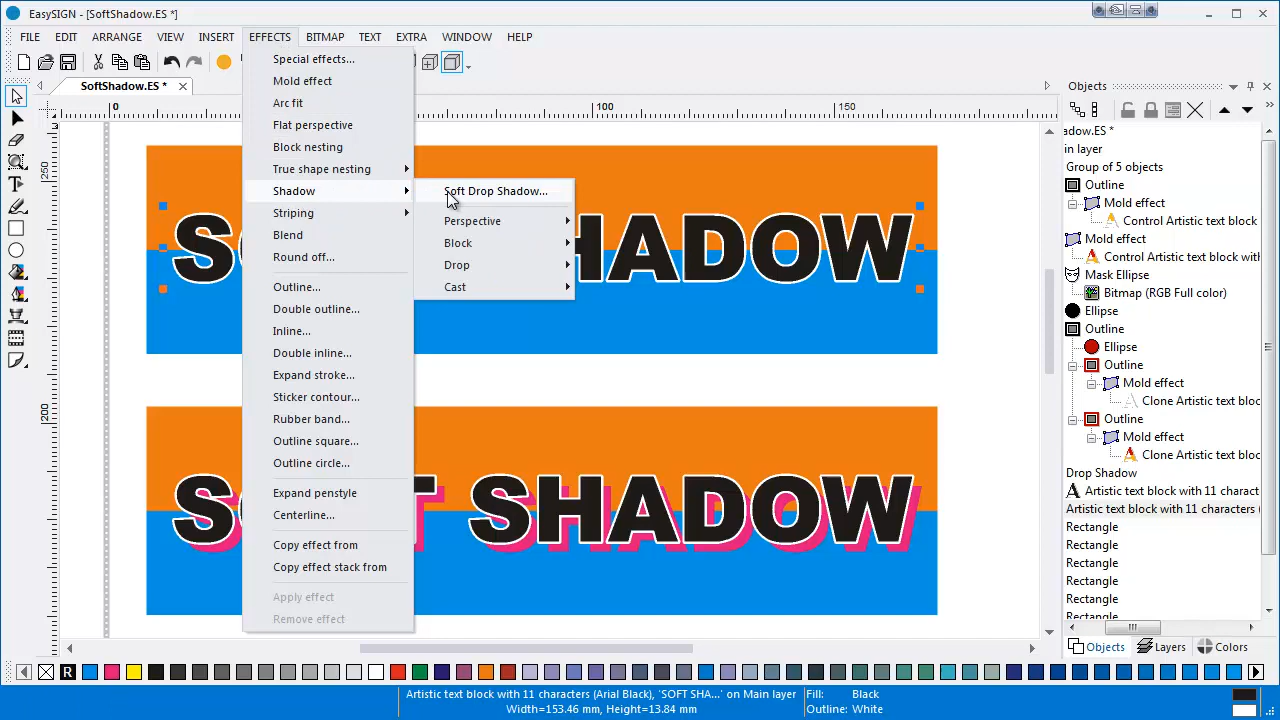 EasySIGN - [SoftShadow.ES *]
FILE EDIT ARRANGE VIEW INSERT EFFECTS BITMAP TEXT EXTRA WINDOW HELP
SoftShadow.ES *
0 100 150
250
200
Special effects...
Mold effect
Arc fit
Flat perspective
Block nesting
True shape nesting
Shadow
Striping
Blend
Round off...
Outline...
Double outline...
Inline...
Double inline...
Expand stroke...
Sticker contour...
Rubber band...
Outline square...
Outline circle...
Expand penstyle
Centerline...
Copy effect from
Copy effect stack from
Apply effect
Remove effect
Soft Drop Shadow...
Perspective
Block
Drop
Cast
SHADOW
SHADOW
Objects
adow.ES *
in layer
Group of 5 objects
Outline
Mold effect
Control Artistic text block
Mold effect
Control Artistic text block with
Mask Ellipse
Bitmap (RGB Full color)
Ellipse
Outline
Ellipse
Outline
Mold effect
Clone Artistic text bloc
Outline
Mold effect
Clone Artistic text bloc
Drop Shadow
Artistic text block with 11 charact
Artistic text block with 11 characters (
Rectangle
Rectangle
Rectangle
Rectangle
Rectangle
Rectangle
Objects Layers Colors
R
Artistic text block with 11 characters (Arial Black), 'SOFT SHA...' on Main layer
Width=153.46 mm, Height=13.84 mm
Fill: Black
Outline: White